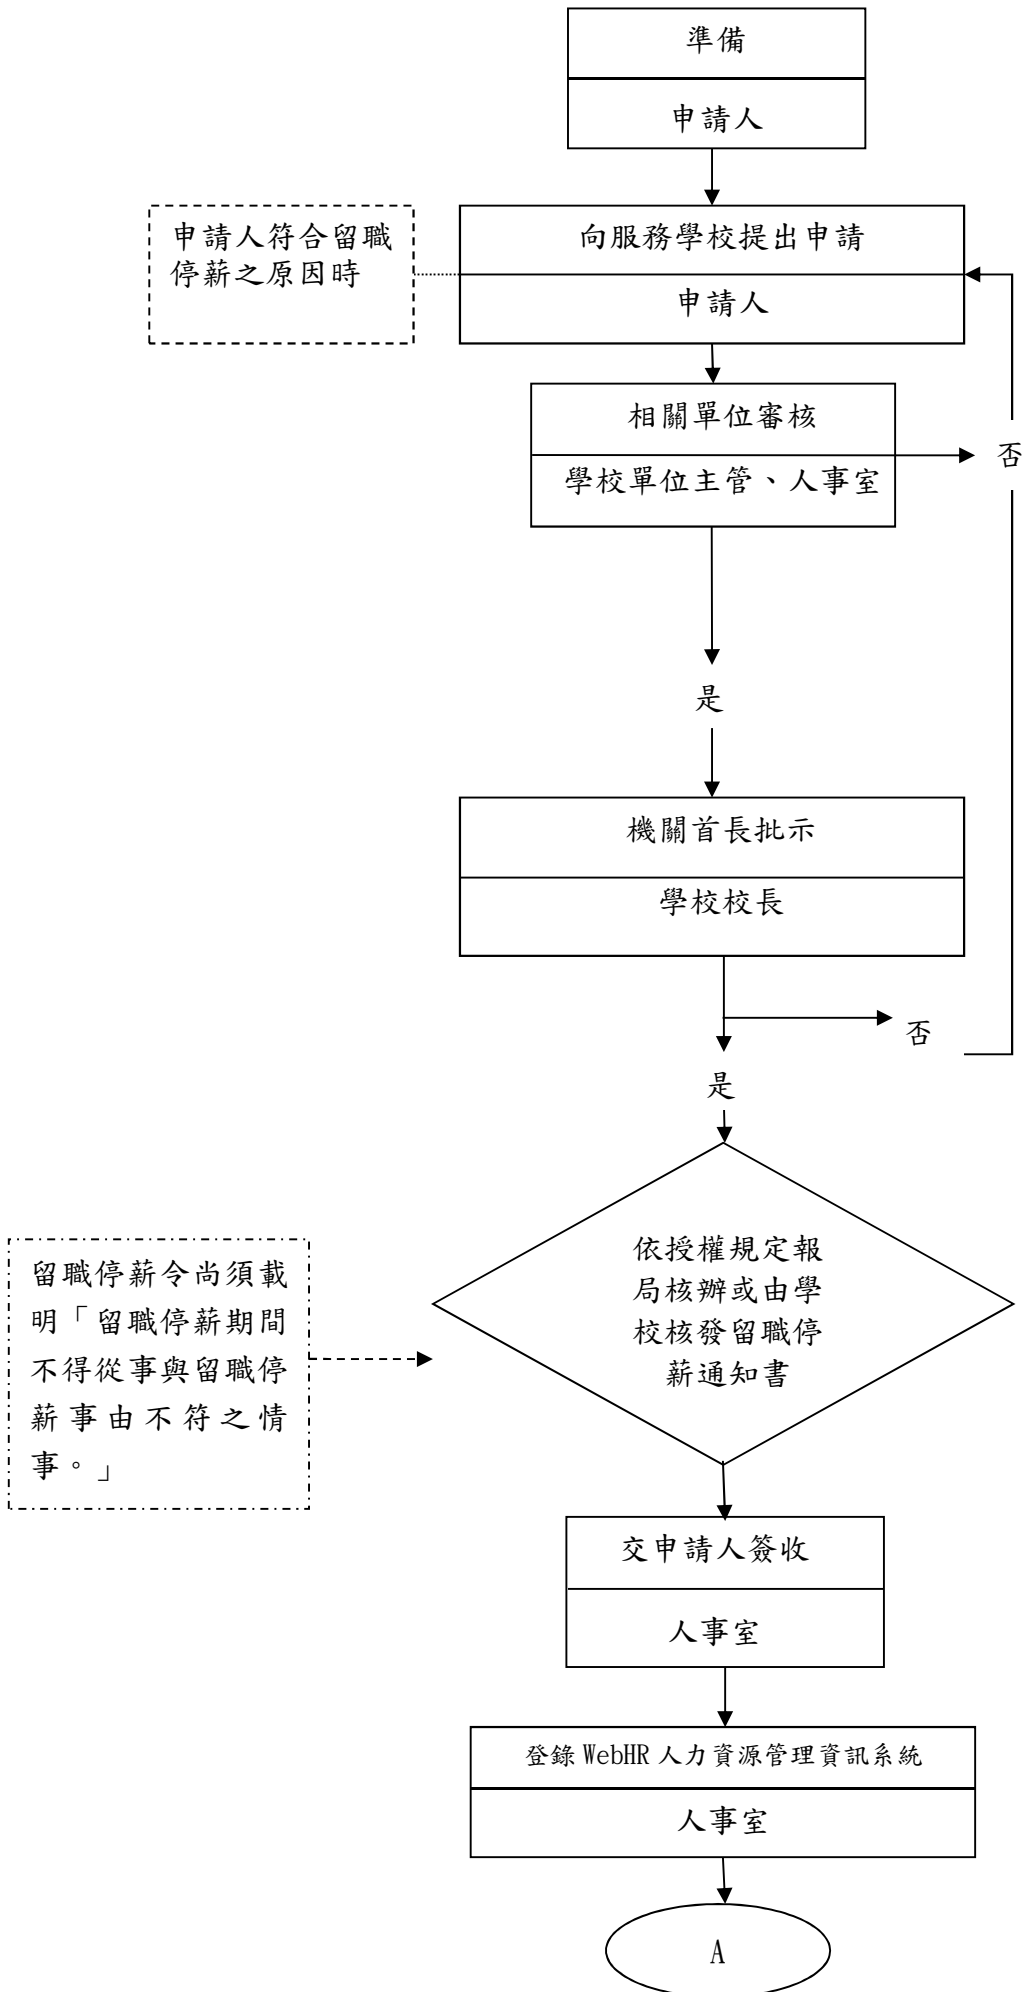 準備
申請人
申請人符合留職
停薪之原因時
向服務學校提出申請
申請人
相關單位審核
學校單位主管、人事室
否
是
機關首長批示
學校校長
否
是
依授權規定報
局核辦或由學
校核發留職停
薪通知書
留職停薪令尚須載
明「留職停薪期間
不得從事與留職停
薪事由不符之情
事。」
交申請人簽收
人事室
登錄 WebHR 人力資源管理資訊系統
人事室
A